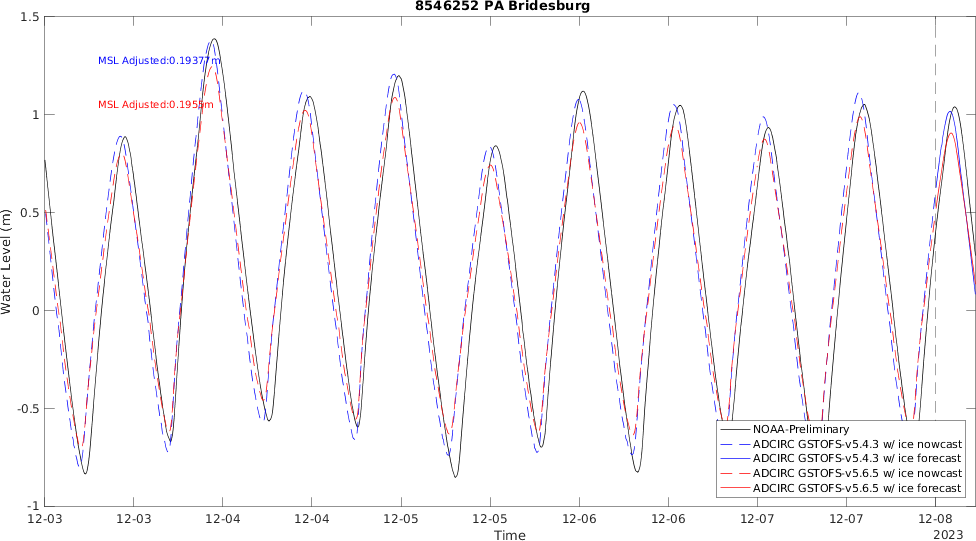 8546252 PA Bridesburg
1.5
MSL Adjusted:0.19377m
MSL Adjusted:0.1955m
1
0.5
Water Level (m)
0
-0.5
-1
NOAA-Preliminary
ADCIRC GSTOFS-v5.4.3 w/ ice nowcast
ADCIRC GSTOFS-v5.4.3 w/ ice forecast
ADCIRC GSTOFS-v5.6.5 w/ ice nowcast
ADCIRC GSTOFS-v5.6.5 w/ ice forecast
12-03 12-03 12-04 12-04 12-05 12-05 12-06 12-06 12-07 12-07 12-08
Time
2023